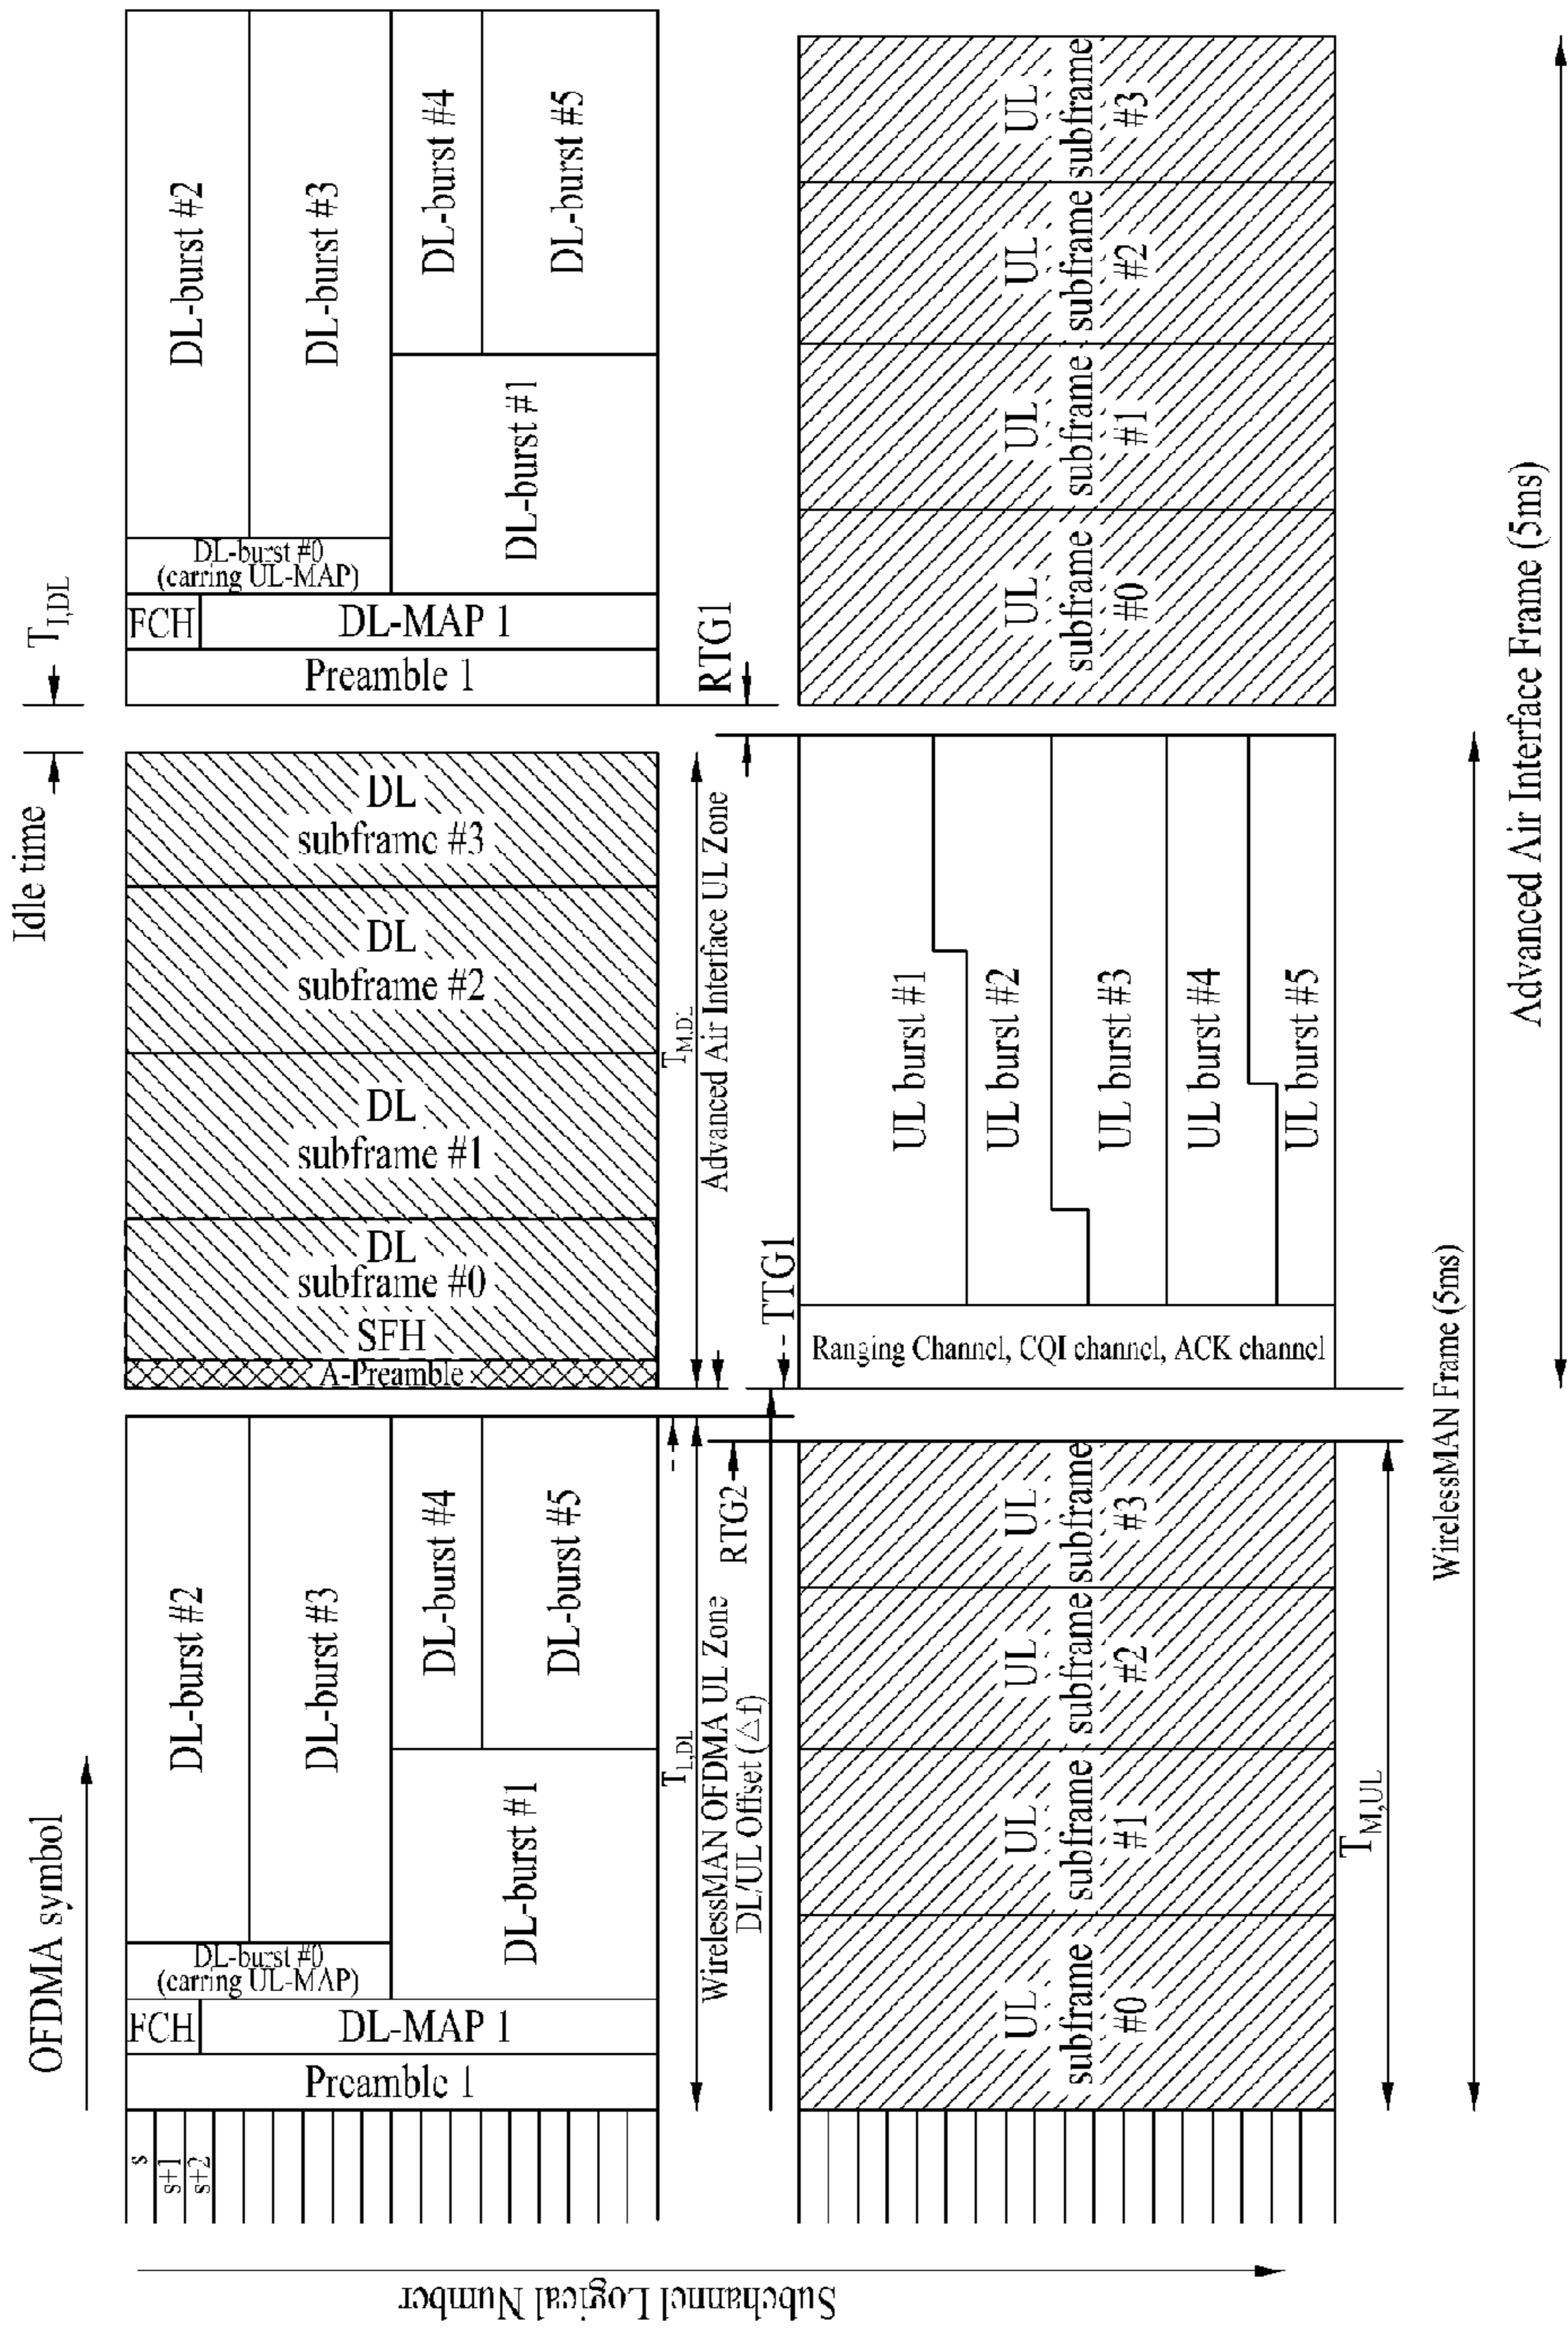 OFDMA symbol
Idle time
T_I,DL
Subchannel Logical Number
s
s+1
s+2
Preamble 1
FCH
DL-MAP 1
DL-burst #0
(carring UL-MAP)
DL-burst #2
DL-burst #3
DL-burst #1
DL-burst #4
DL-burst #5
A-Preamble
SFH
DL
subframe #0
DL
subframe #1
DL
subframe #2
DL
subframe #3
Preamble 1
FCH
DL-MAP 1
DL-burst #0
(carring UL-MAP)
DL-burst #2
DL-burst #3
DL-burst #1
DL-burst #4
DL-burst #5
T_L,DL
WirelessMAN OFDMA UL Zone
DL/UL Offset (△f)
RTG2
TTG1
T_M,DL
Advanced Air Interface UL Zone
RTG1
UL
subframe
#0
UL
subframe
#1
UL
subframe
#2
UL
subframe
#3
Ranging Channel, CQI channel, ACK channel
UL burst #1
UL burst #2
UL burst #3
UL burst #4
UL burst #5
UL
subframe
#0
UL
subframe
#1
UL
subframe
#2
UL
subframe
#3
T_M,UL
WirelessMAN Frame (5ms)
Advanced Air Interface Frame (5ms)